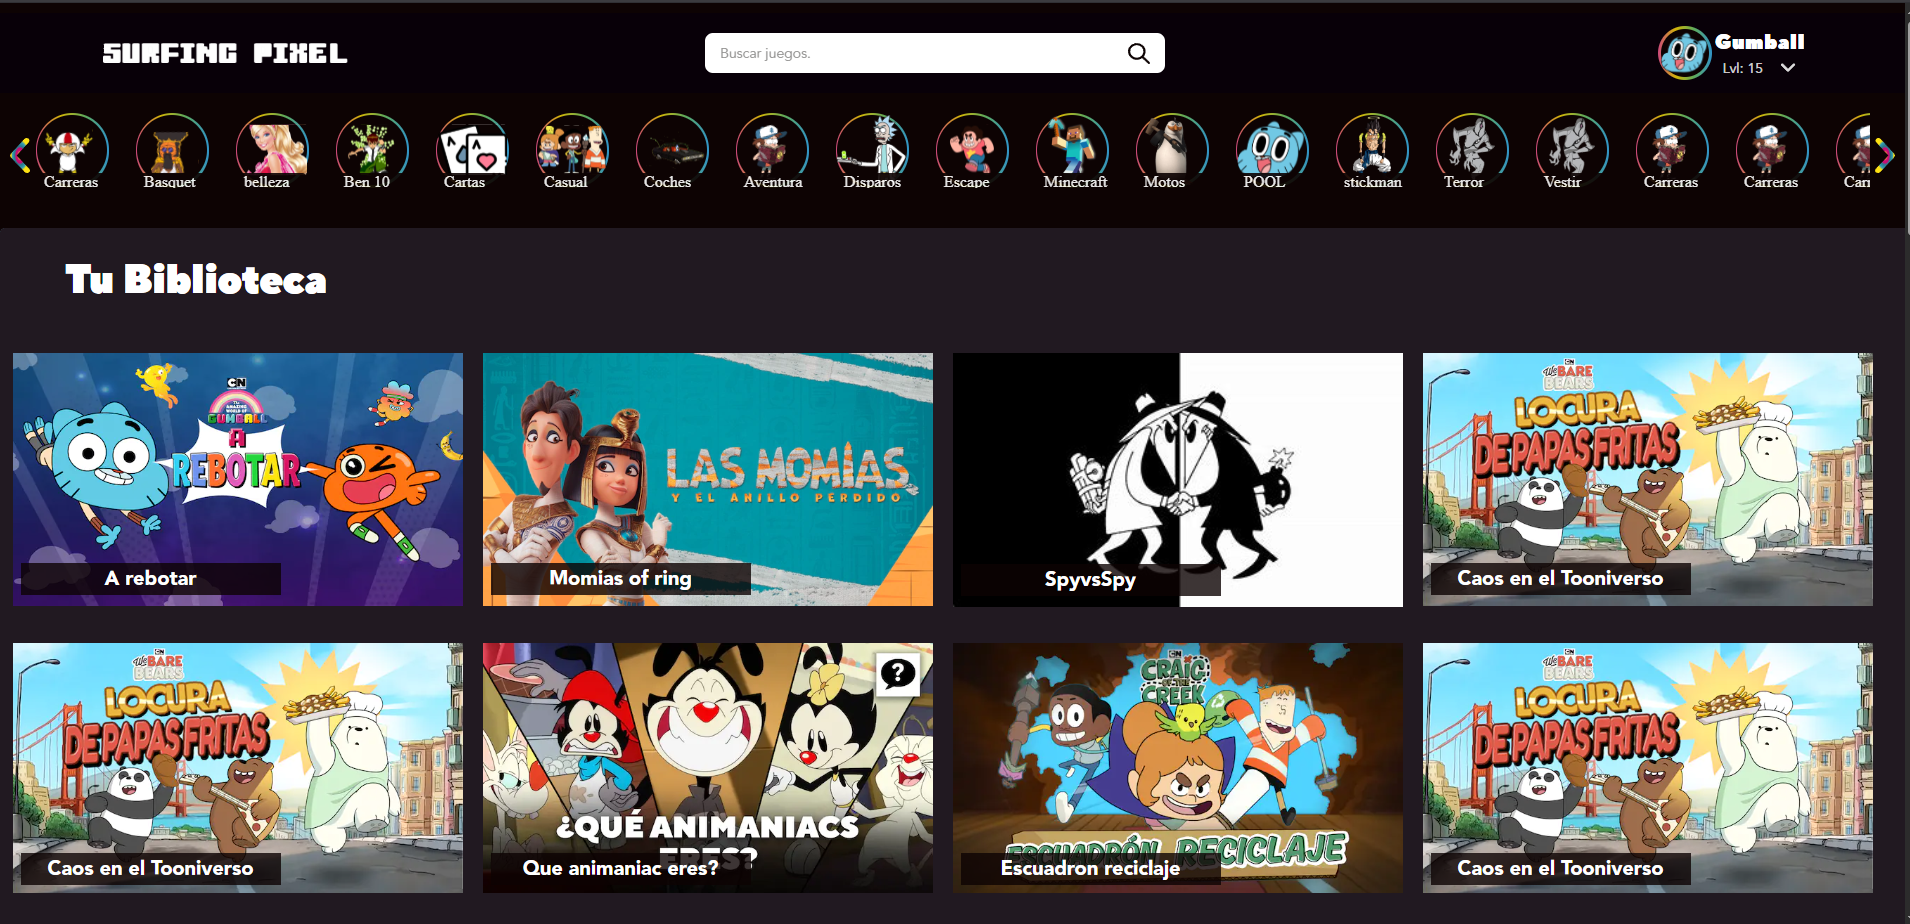 SURFING PIXEL
Buscar juegos.
Gumball
Lvl: 15
Carreras
Basquet
belleza
Ben 10
Cartas
Casual
Coches
Aventura
Disparos
Escape
Minecraft
Motos
POOL
stickman
Terror
Vestir
Carreras
Carreras
Carr
Tu Biblioteca
CN
The
AMAZING
WORLD OF
GUMBALL
A
REBOTAR
A rebotar
LAS MOMIAS
Y EL ANILLO PERDIDO
Momias of ring
SpyvsSpy
CN
We BARE
BEARS
LOCURA
DE PAPAS FRITAS
Caos en el Tooniverso
CN
We BARE
BEARS
LOCURA
DE PAPAS FRITAS
Caos en el Tooniverso
?
¿QUÉ ANIMANIACS
ERES?
Que animaniac eres?
CN
CRAIG
OF THE
CREEK
ESCUADRÓN RECICLAJE
Escuadron reciclaje
CN
We BARE
BEARS
LOCURA
DE PAPAS FRITAS
Caos en el Tooniverso